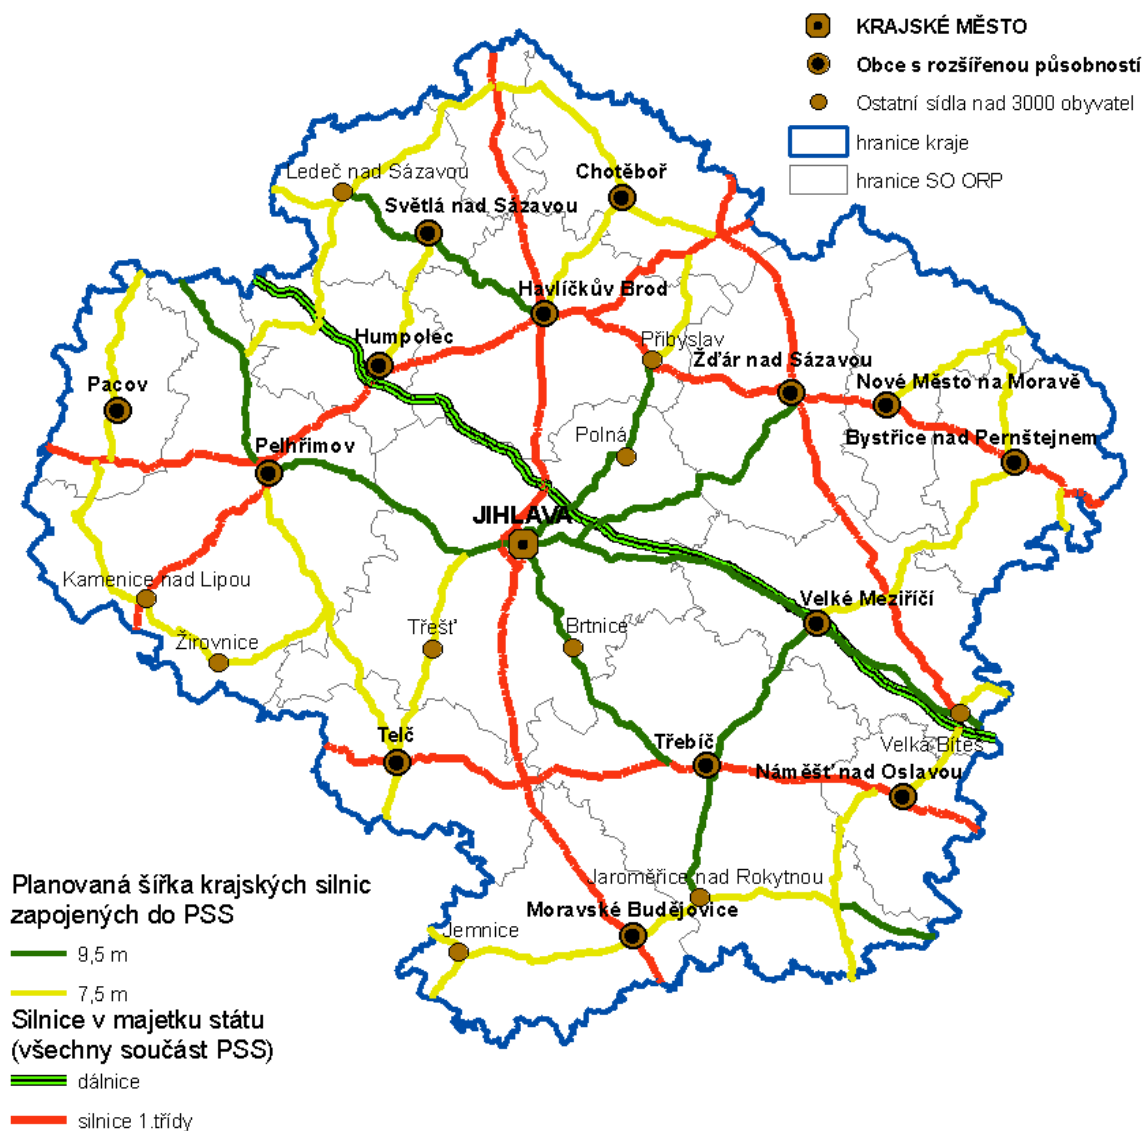 KRAJSKÉ MĚSTO
Obce s rozšířenou působností
Ostatní sídla nad 3000 obyvatel
hranice kraje
hranice SO ORP
Ledeč nad Sázavou
Chotěboř
Světlá nad Sázavou
Havlíčkův Brod
Humpolec
Přibyslav
Žďár nad Sázavou
Pacov
Nové Město na Moravě
Polná
Bystřice nad Pernštejnem
Pelhřimov
JIHLAVA
Kamenice nad Lipou
Velké Meziříčí
Třešť
Brtnice
Žirovnice
Telč
Třebíč
Velká Bíteš
Náměšť nad Oslavou
Jaroměřice nad Rokytnou
Moravské Budějovice
Jemnice
Planovaná šířka krajských silnic
zapojených do PSS
9,5 m
7,5 m
Silnice v majetku státu
(všechny součást PSS)
dálnice
silnice 1.třídy